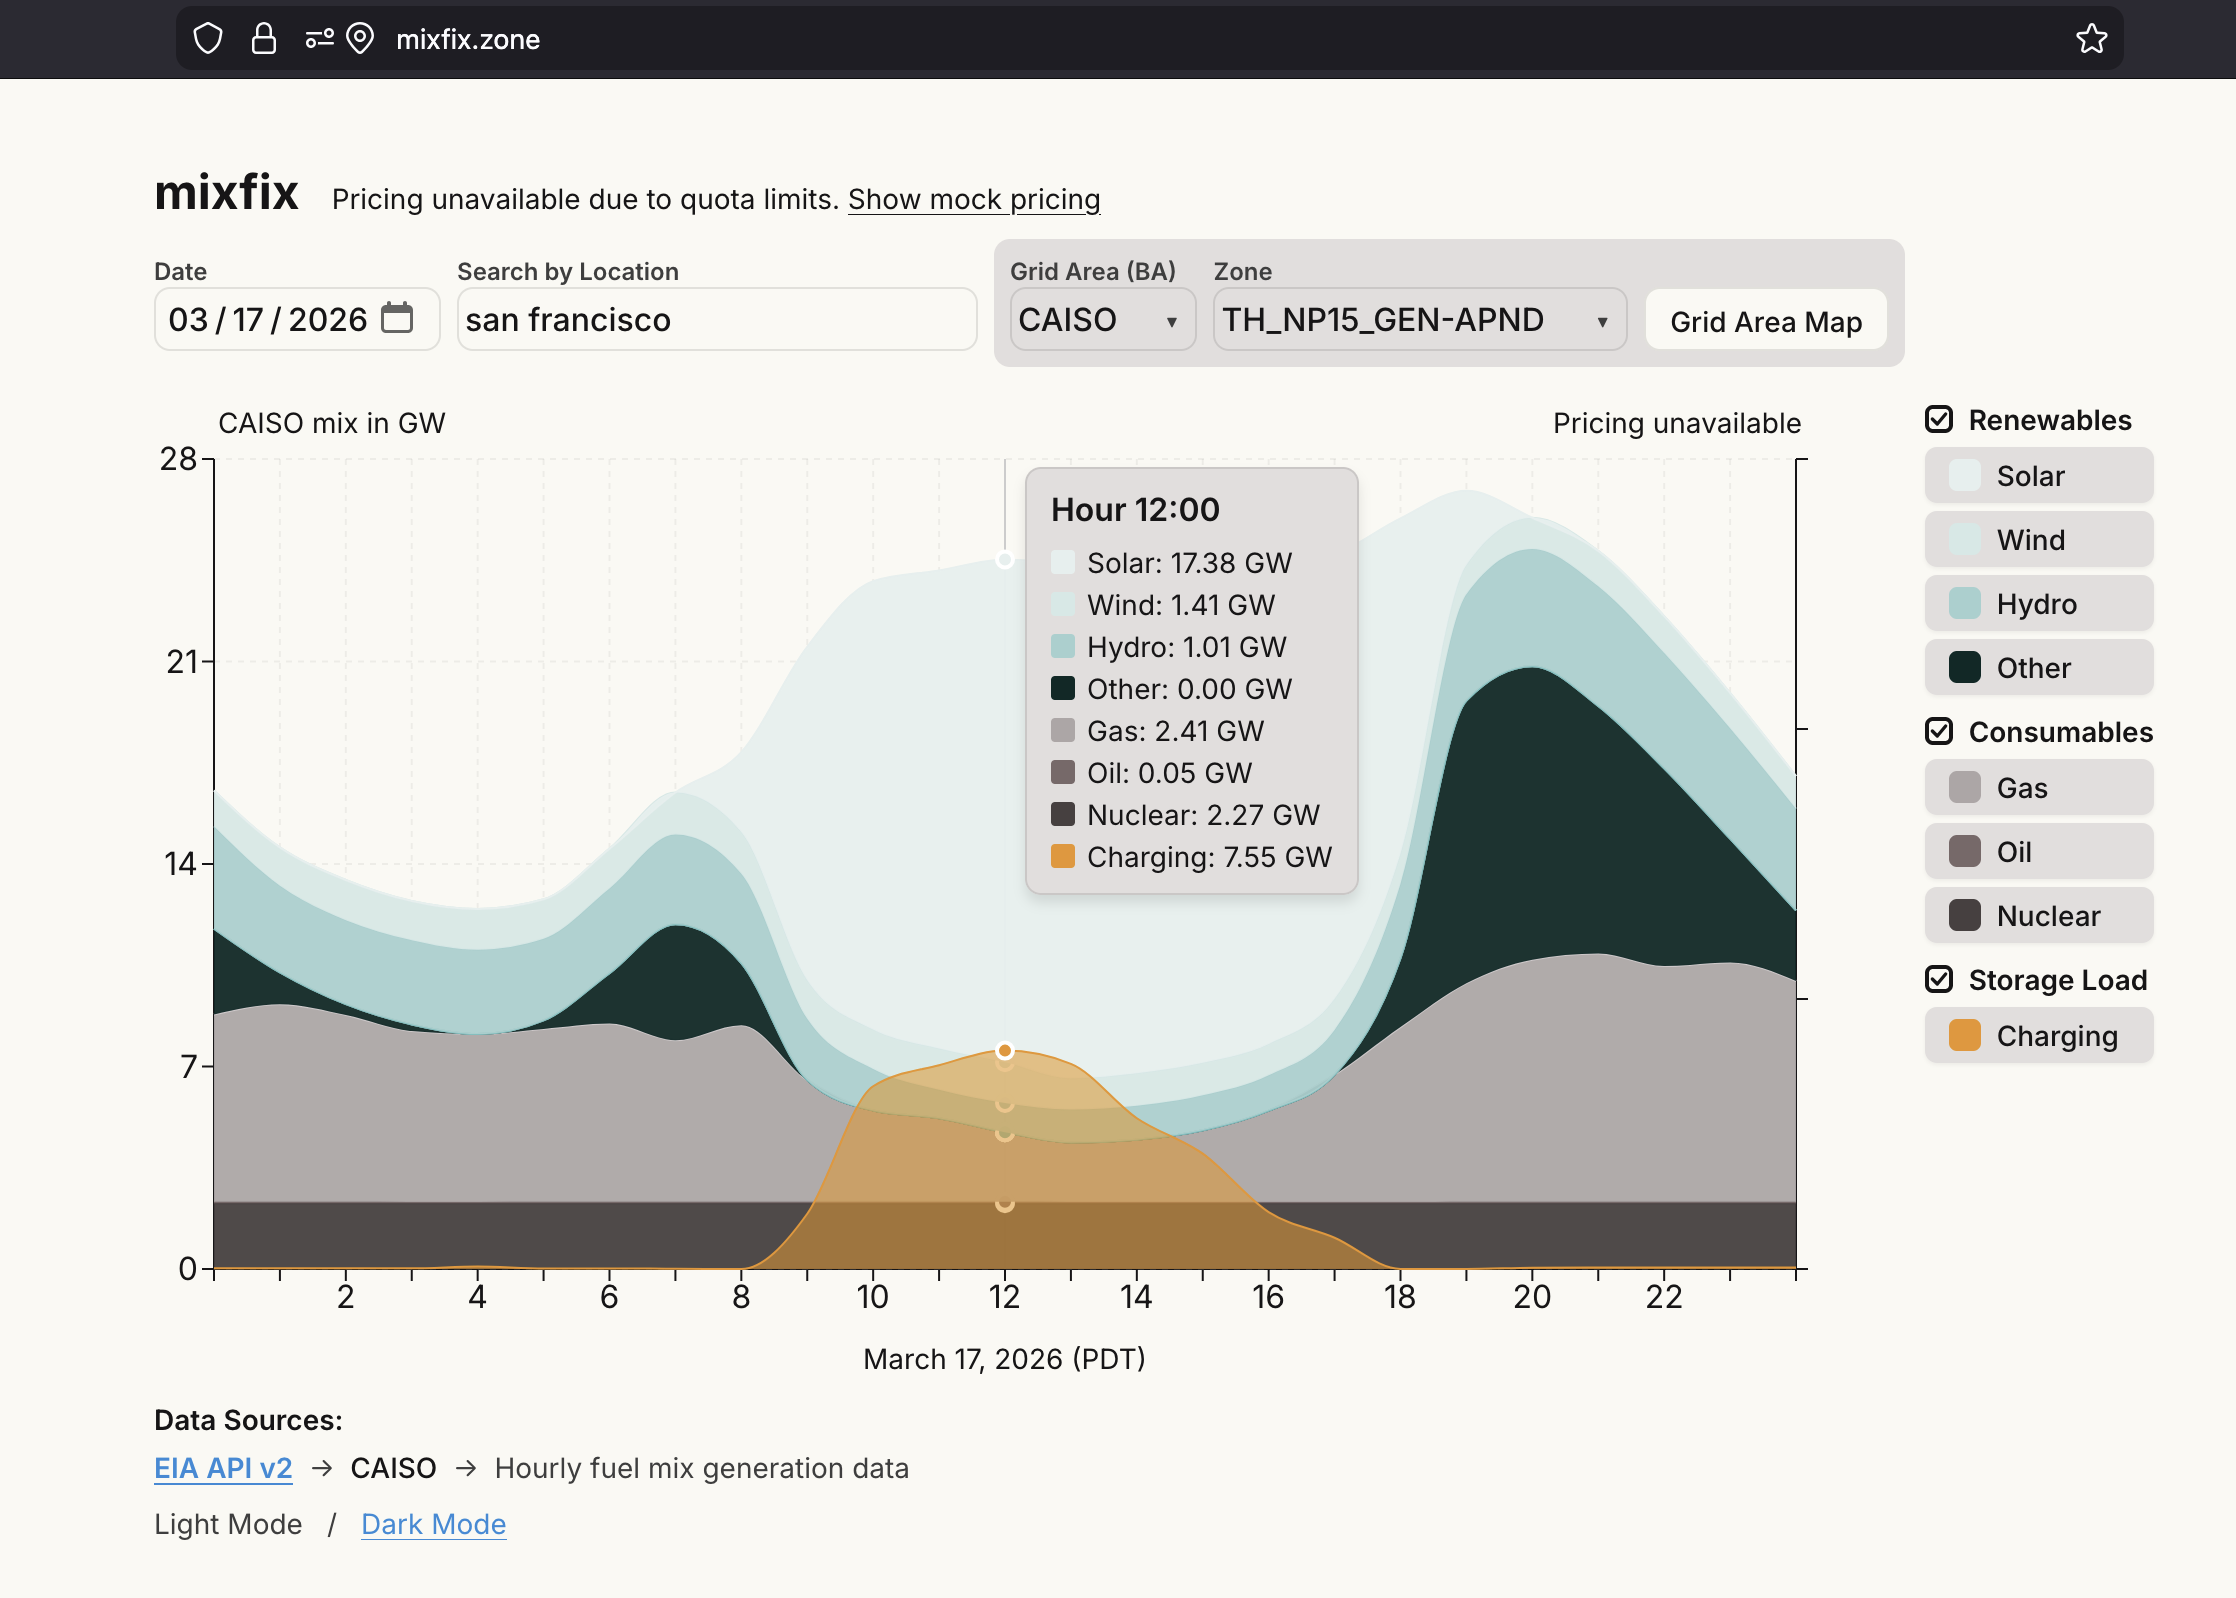 mixfix.zone
mixfix Pricing unavailable due to quota limits. Show mock pricing
Date Search by Location Grid Area (BA) Zone
03 / 17 / 2026 san francisco CAISO ▾ TH_NP15_GEN-APND ▾ Grid Area Map
CAISO mix in GW Pricing unavailable
28
21
14
7
0
2 4 6 8 10 12 14 16 18 20 22
March 17, 2026 (PDT)
Hour 12:00
Solar: 17.38 GW
Wind: 1.41 GW
Hydro: 1.01 GW
Other: 0.00 GW
Gas: 2.41 GW
Oil: 0.05 GW
Nuclear: 2.27 GW
Charging: 7.55 GW
Renewables
Solar
Wind
Hydro
Other
Consumables
Gas
Oil
Nuclear
Storage Load
Charging
Data Sources:
EIA API v2 → CAISO → Hourly fuel mix generation data
Light Mode / Dark Mode